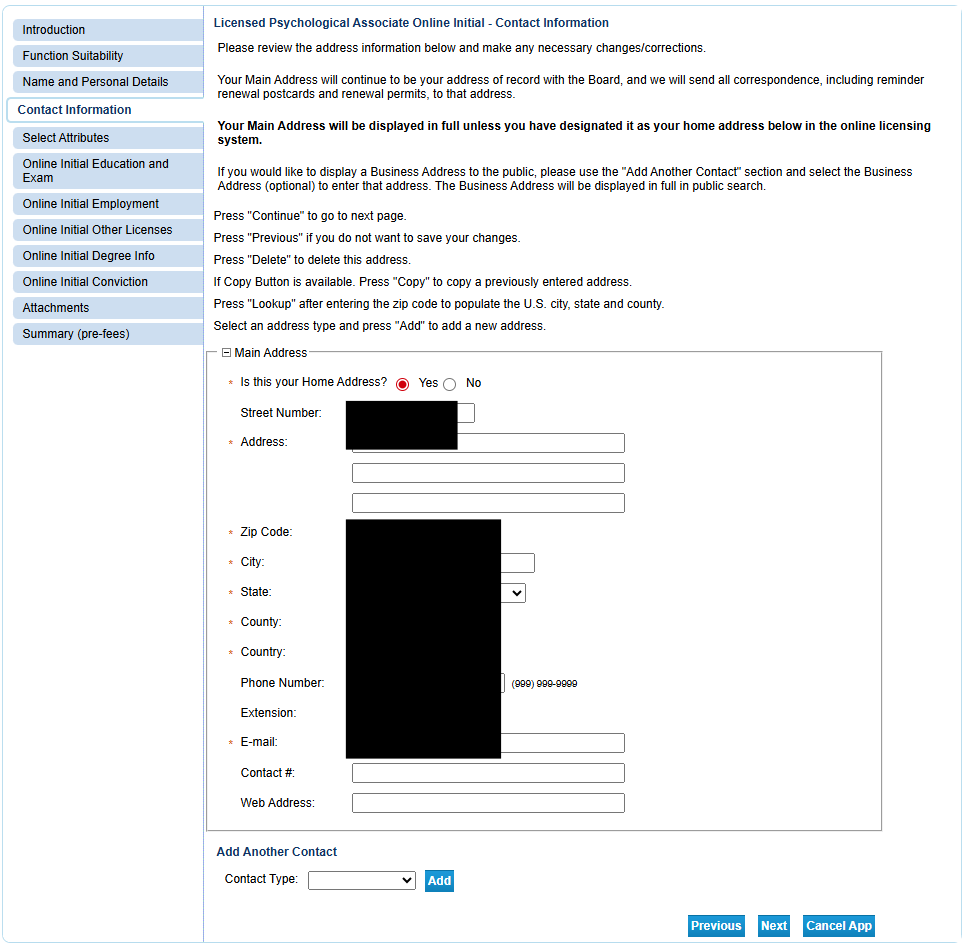 Introduction
Function Suitability
Name and Personal Details
Contact Information
Select Attributes
Online Initial Education and
Exam
Online Initial Employment
Online Initial Other Licenses
Online Initial Degree Info
Online Initial Conviction
Attachments
Summary (pre-fees)
Licensed Psychological Associate Online Initial - Contact Information
Please review the address information below and make any necessary changes/corrections.
Your Main Address will continue to be your address of record with the Board, and we will send all correspondence, including reminder
renewal postcards and renewal permits, to that address.
Your Main Address will be displayed in full unless you have designated it as your home address below in the online licensing
system.
If you would like to display a Business Address to the public, please use the "Add Another Contact" section and select the Business
Address (optional) to enter that address. The Business Address will be displayed in full in public search.
Press "Continue" to go to next page.
Press "Previous" if you do not want to save your changes.
Press "Delete" to delete this address.
If Copy Button is available. Press "Copy" to copy a previously entered address.
Press "Lookup" after entering the zip code to populate the U.S. city, state and county.
Select an address type and press "Add" to add a new address.
Main Address
* Is this your Home Address? Yes No
Street Number:
* Address:
* Zip Code:
* City:
* State:
* County:
* Country:
Phone Number: (999) 999-9999
Extension:
* E-mail:
Contact #:
Web Address:
Add Another Contact
Contact Type: Add
Previous Next Cancel App